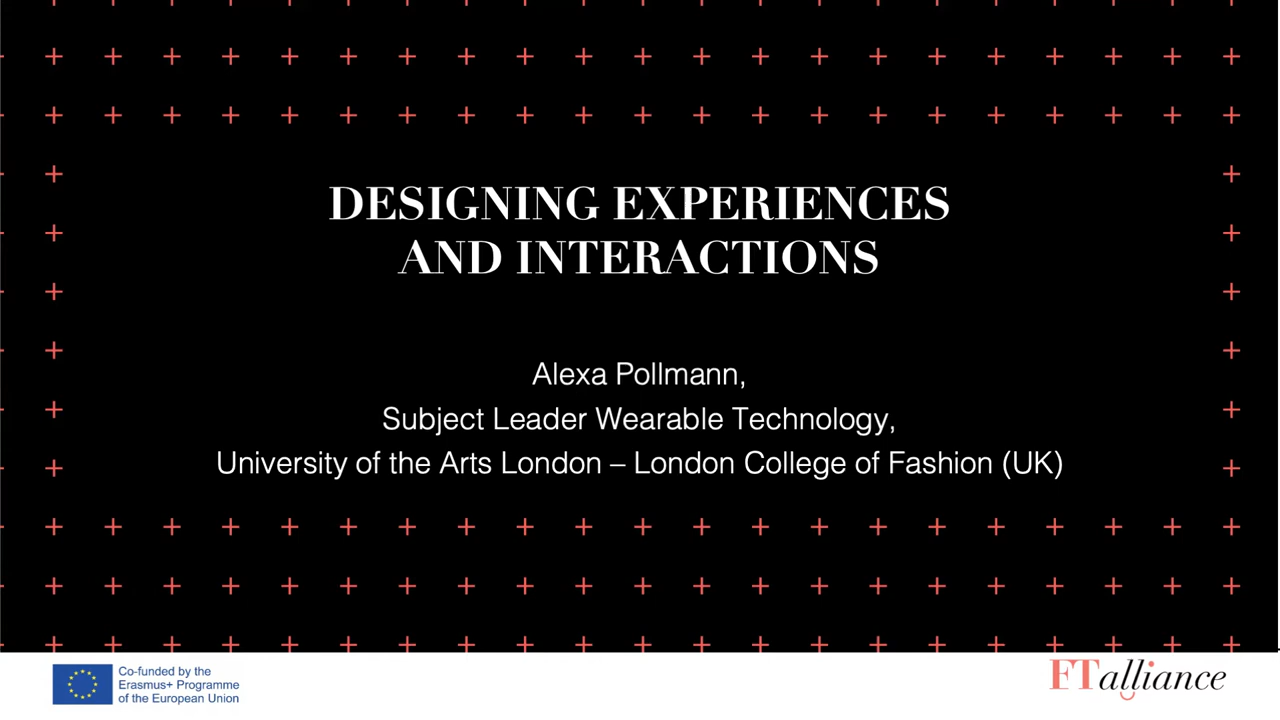 DESIGNING EXPERIENCES
AND INTERACTIONS
Alexa Pollmann,
Subject Leader Wearable Technology,
University of the Arts London – London College of Fashion (UK)
Co-funded by the
Erasmus+ Programme
of the European Union
FTalliance